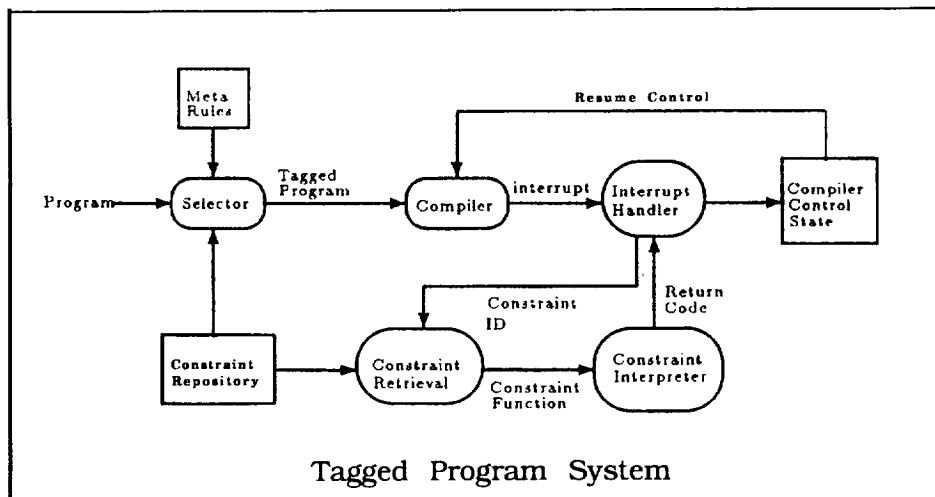 Meta
Rules
Resume Control
Program
Selector
Tagged
Program
Compiler
interrupt
Interrupt
Handler
Compiler
Control
State
Constraint
ID
Return
Code
Constraint
Repository
Constraint
Retrieval
Constraint
Function
Constraint
Interpreter
Tagged Program System